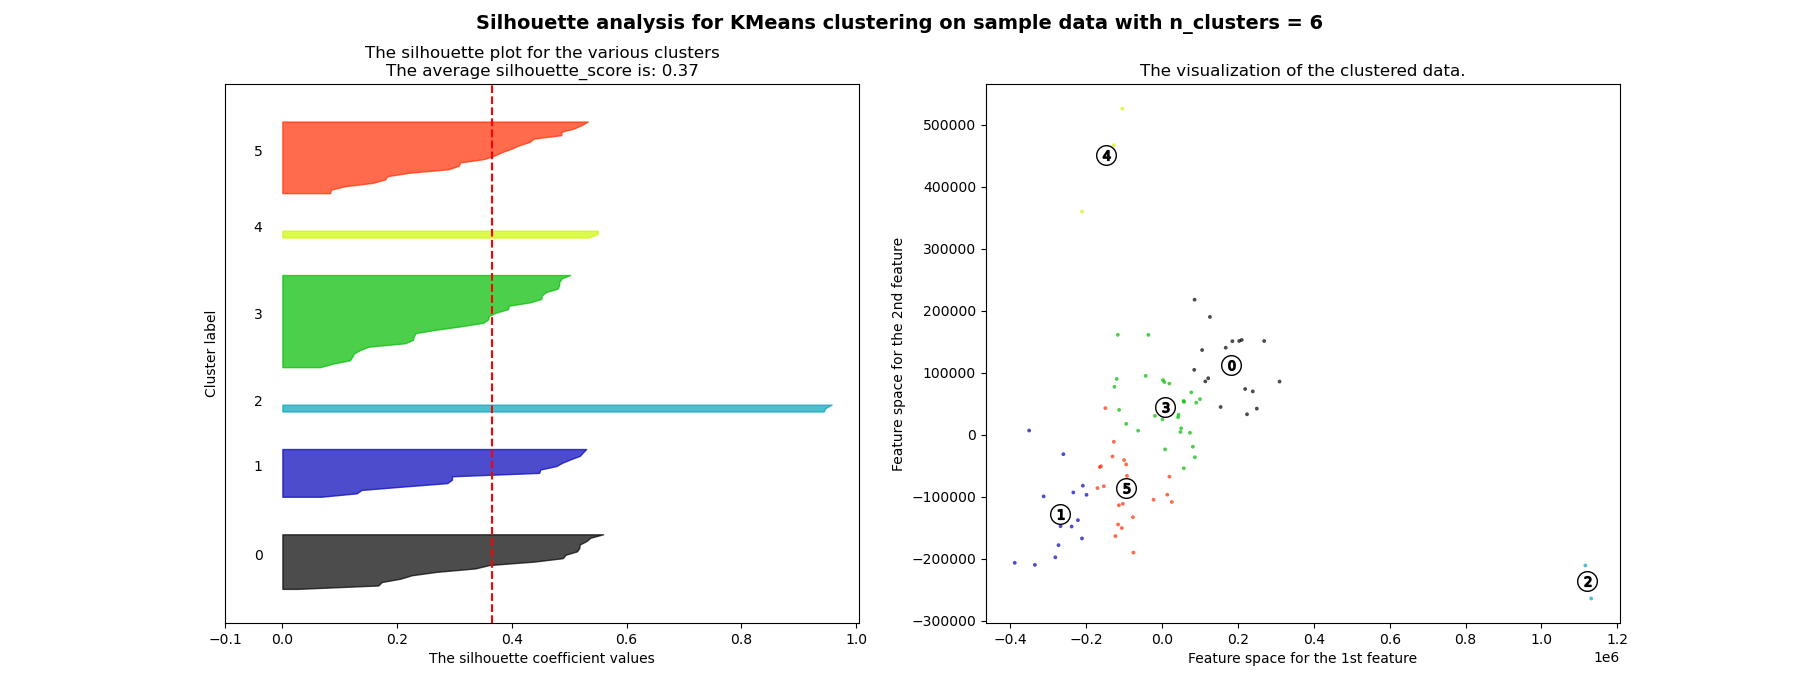 Silhouette analysis for KMeans clustering on sample data with n_clusters = 6
The silhouette plot for the various clusters
The average silhouette_score is: 0.37
Cluster label
5
4
3
2
1
0
−0.1 0.0 0.2 0.4 0.6 0.8 1.0
The silhouette coefficient values
The visualization of the clustered data.
Feature space for the 2nd feature
500000
400000
300000
200000
100000
0
−100000
−200000
−300000
4
0
3
5
1
2
−0.4 −0.2 0.0 0.2 0.4 0.6 0.8 1.0 1.2
1e6
Feature space for the 1st feature